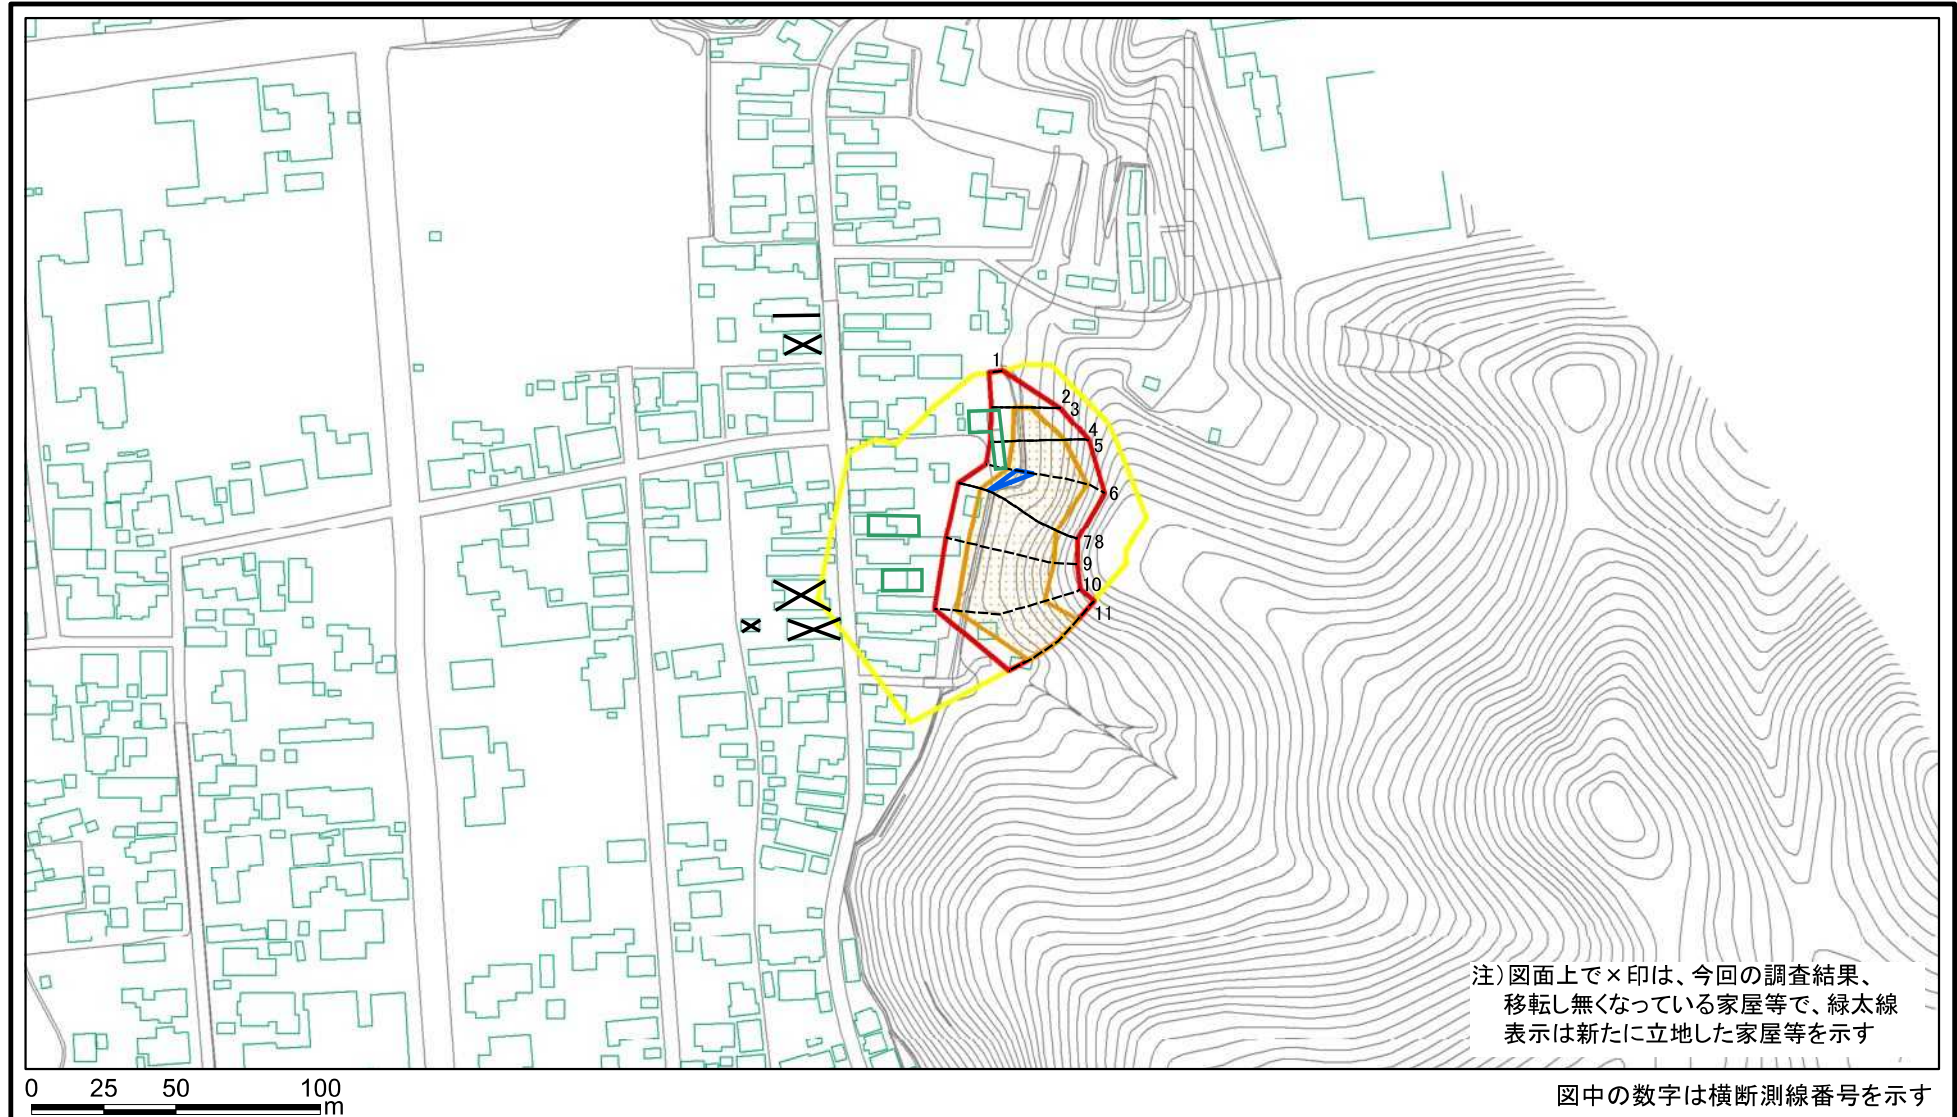 1
2
3
4
5
6
78
9
10
11
注)図面上で×印は、今回の調査結果、
移転し無くなっている家屋等で、緑太線
表示は新たに立地した家屋等を示す
0 25 50 100
m
図中の数字は横断測線番号を示す